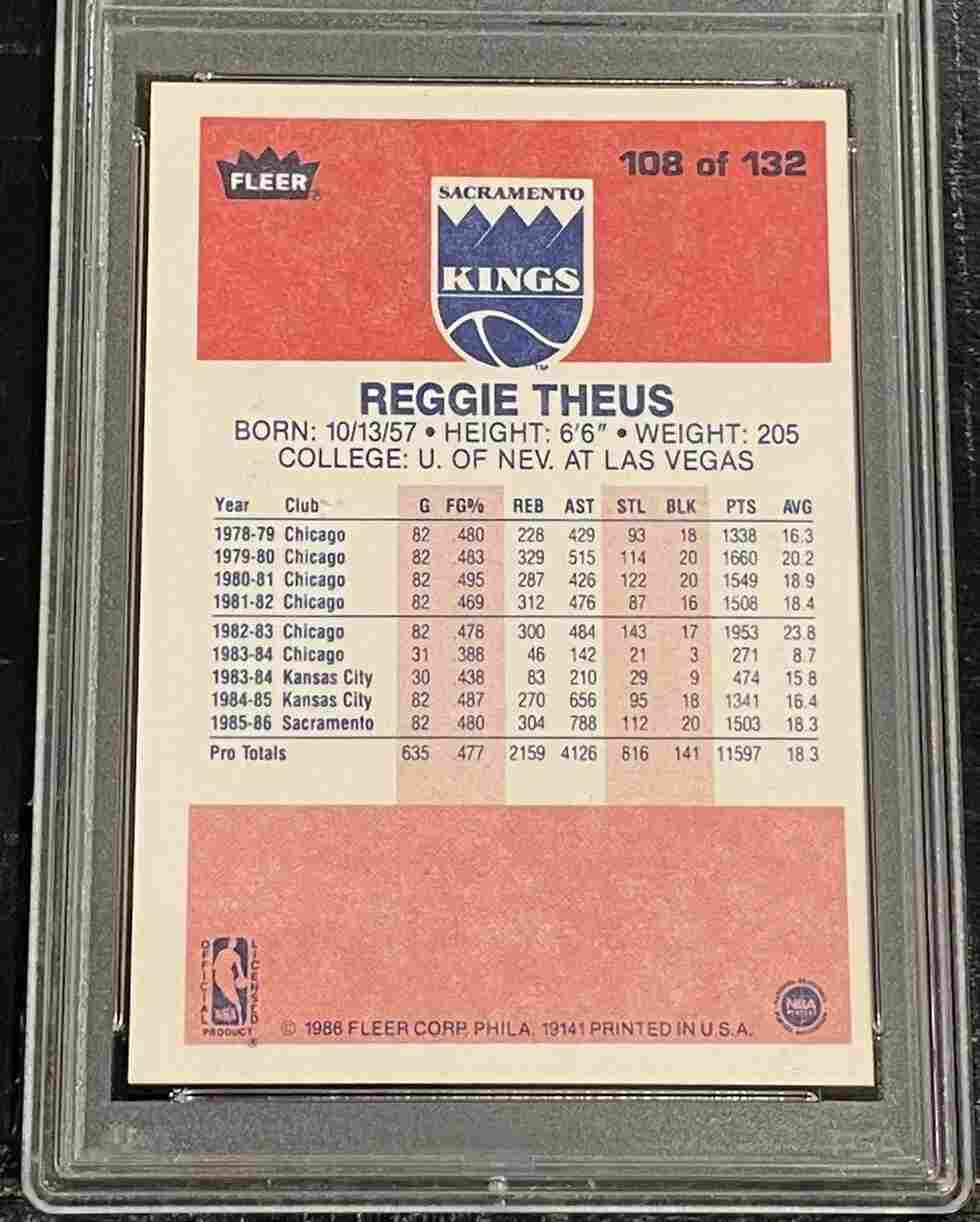 FLEER®
108 of 132
SACRAMENTO
KINGS
TM
REGGIE THEUS
BORN: 10/13/57 • HEIGHT: 6'6" • WEIGHT: 205
COLLEGE: U. OF NEV. AT LAS VEGAS
Year Club G FG% REB AST STL BLK PTS AVG
1978-79 Chicago 82 .480 228 429 93 18 1338 16.3
1979-80 Chicago 82 .483 329 515 114 20 1660 20.2
1980-81 Chicago 82 .495 287 426 122 20 1549 18.9
1981-82 Chicago 82 .469 312 476 87 16 1508 18.4
1982-83 Chicago 82 .478 300 484 143 17 1953 23.8
1983-84 Chicago 31 .388 46 142 21 3 271 8.7
1983-84 Kansas City 30 .438 83 210 29 9 474 15.8
1984-85 Kansas City 82 .487 270 656 95 18 1341 16.4
1985-86 Sacramento 82 .480 304 788 112 20 1503 18.3
Pro Totals 635 .477 2159 4126 816 141 11597 18.3
OFFICIAL LICENSED
NBA
PRODUCT®
NBA
© 1986 FLEER CORP. PHILA. 19141 PRINTED IN U.S.A.